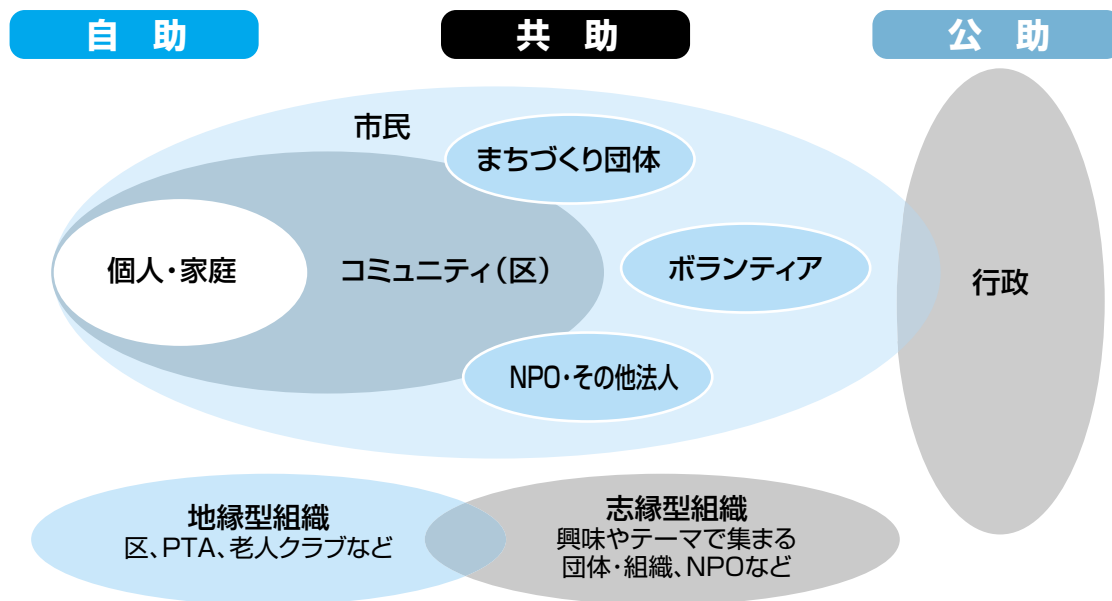 自 助
共 助
公 助
市民
まちづくり団体
個人・家庭
コミュニティ(区)
ボランティア
行政
NPO・その他法人
地縁型組織
区、PTA、老人クラブなど
志縁型組織
興味やテーマで集まる
団体・組織、NPOなど